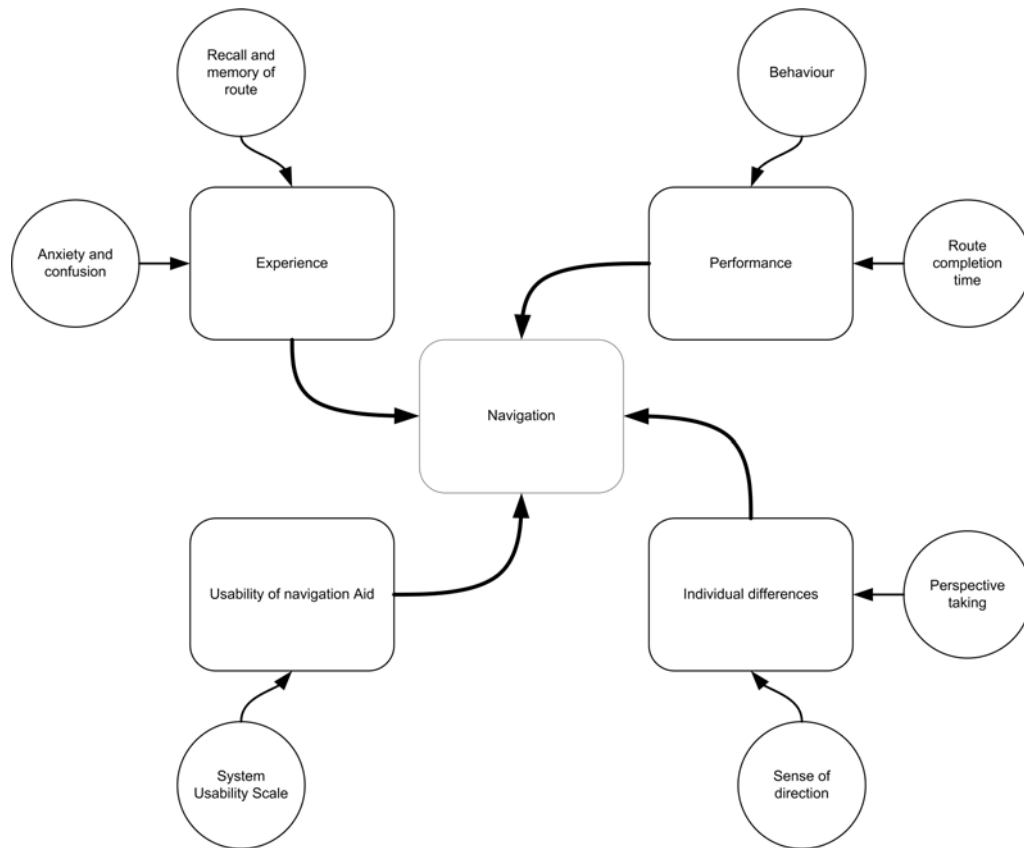 Recall and
memory of
route
Behaviour
Anxiety and
confusion
Experience
Performance
Route
completion
time
Navigation
Usability of navigation Aid
Individual differences
Perspective
taking
System
Usability Scale
Sense of
direction